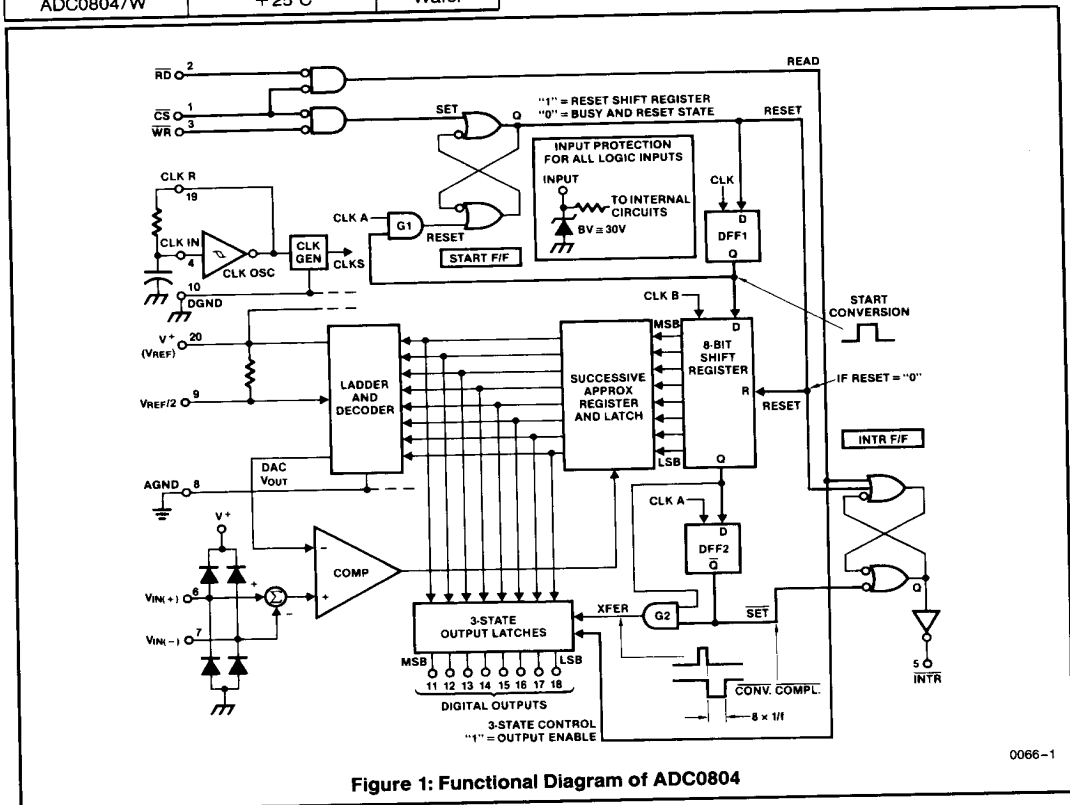 ADC0804/W +25°C Wafer
RD 2
READ
CS 1
WR 3
SET
Q
"1" = RESET SHIFT REGISTER
"0" = BUSY AND RESET STATE
RESET
INPUT PROTECTION
FOR ALL LOGIC INPUTS
INPUT
TO INTERNAL
CIRCUITS
BV ≅ 30V
CLK
D
DFF1
Q
CLK R
19
CLK A
G1
RESET
START F/F
CLK IN
4
CLK OSC
CLK
GEN
CLKS
10
DGND
START
CONVERSION
CLK B
V+ 20
(VREF)
LADDER
AND
DECODER
SUCCESSIVE
APPROX
REGISTER
AND LATCH
MSB
D
8-BIT
SHIFT
REGISTER
R
IF RESET = "0"
RESET
VREF/2 9
INTR F/F
LSB
Q
DAC
VOUT
AGND 8
CLK A
D
DFF2
Q
V+
COMP
VIN(+) 6
+
Σ
−
−
+
VIN(−) 7
XFER
G2
SET
Q
3-STATE
OUTPUT LATCHES
MSB
LSB
11 12 13 14 15 16 17 18
DIGITAL OUTPUTS
CONV. COMPL.
8 × 1/f
5
INTR
3-STATE CONTROL
"1" = OUTPUT ENABLE
0066–1
Figure 1: Functional Diagram of ADC0804